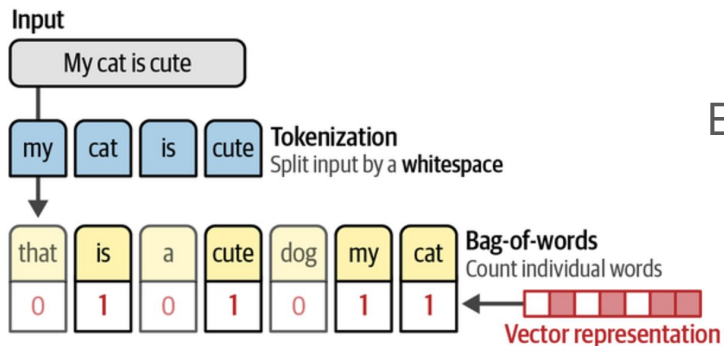 Input
My cat is cute
my cat is cute
Tokenization
Split input by a whitespace
that is a cute dog my cat
0 1 0 1 0 1 1
Bag-of-words
Count individual words
Vector representation